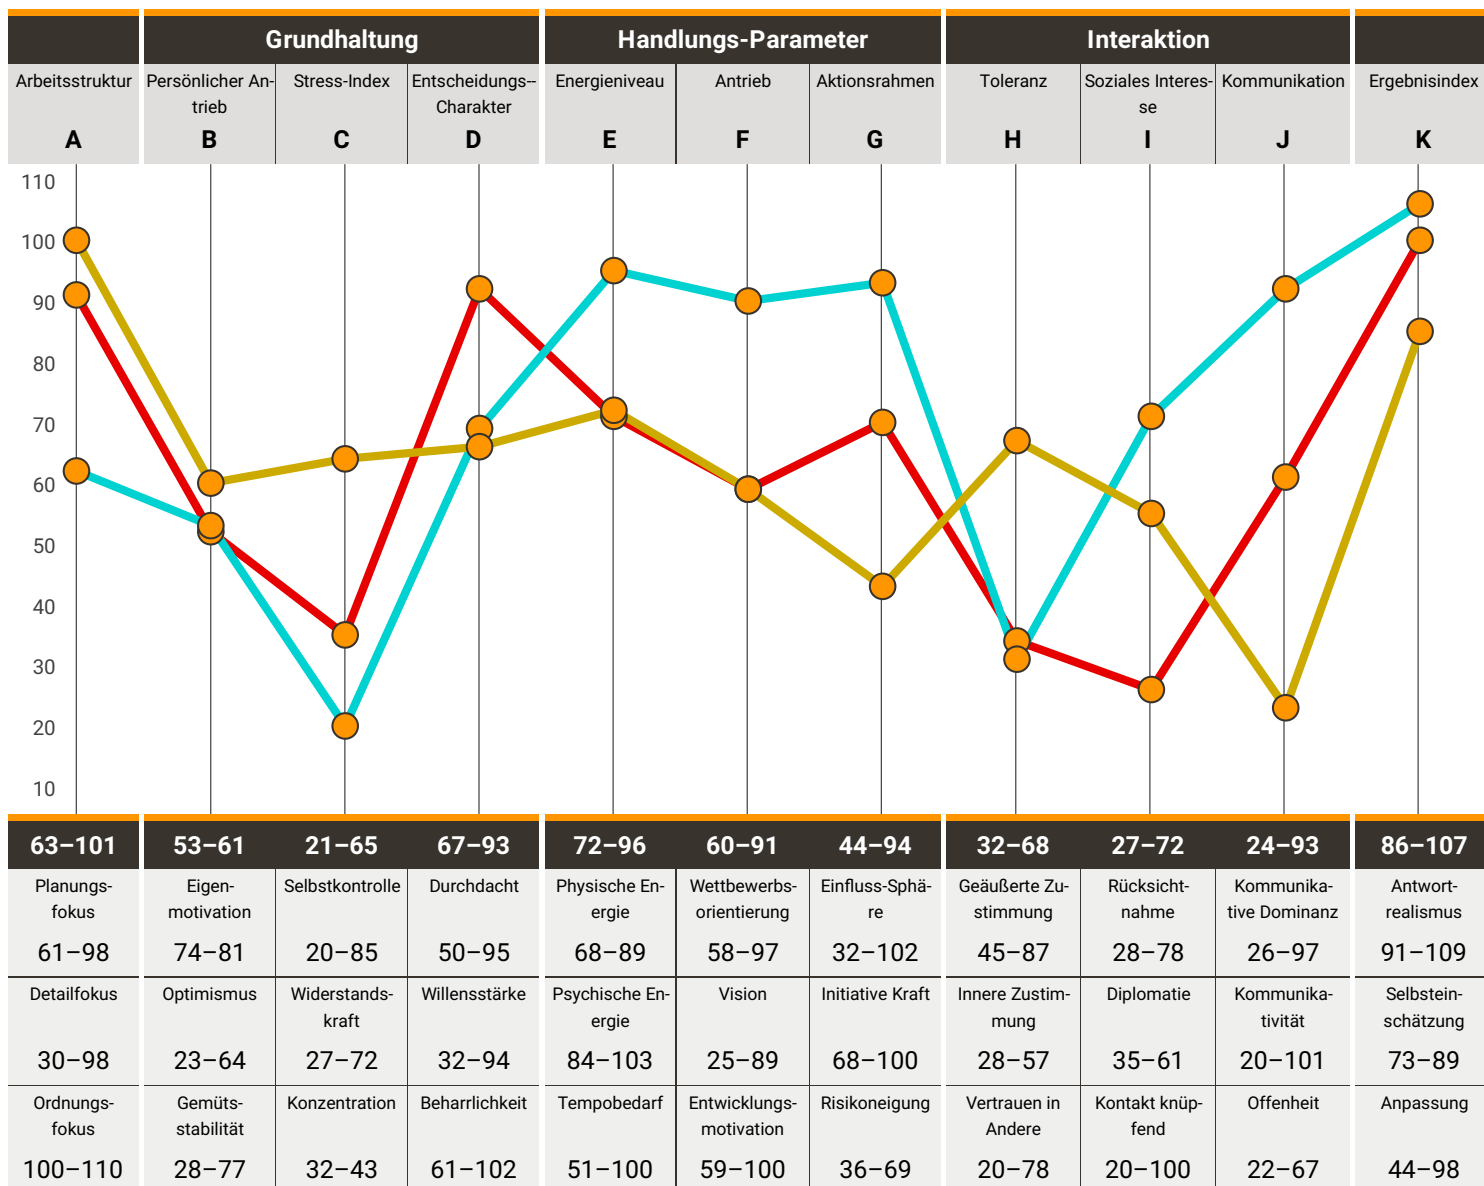 Grundhaltung Handlungs-Parameter Interaktion
Arbeitsstruktur Persönlicher An- Stress-Index Entscheidungs-- Energieniveau Antrieb Aktionsrahmen Toleranz Soziales Interes- Kommunikation Ergebnisindex
trieb Charakter se
A B C D E F G H I J K
110
100
90
80
70
60
50
40
30
20
10
63–101 53–61 21–65 67–93 72–96 60–91 44–94 32–68 27–72 24–93 86–107
Planungs- Eigen- Selbstkontrolle Durchdacht Physische En- Wettbewerbs- Einfluss-Sphä- Geäußerte Zu- Rücksicht- Kommunika- Antwort-
fokus motivation ergie orientierung re stimmung nahme tive Dominanz realismus
61–98 74–81 20–85 50–95 68–89 58–97 32–102 45–87 28–78 26–97 91–109
Detailfokus Optimismus Widerstands- Willensstärke Psychische En- Vision Initiative Kraft Innere Zustim- Diplomatie Kommunika- Selbstein-
kraft ergie mung tivität schätzung
30–98 23–64 27–72 32–94 84–103 25–89 68–100 28–57 35–61 20–101 73–89
Ordnungs- Gemüts- Konzentration Beharrlichkeit Tempobedarf Entwicklungs- Risikoneigung Vertrauen in Kontakt knüp- Offenheit Anpassung
fokus stabilität motivation Andere fend
100–110 28–77 32–43 61–102 51–100 59–100 36–69 20–78 20–100 22–67 44–98